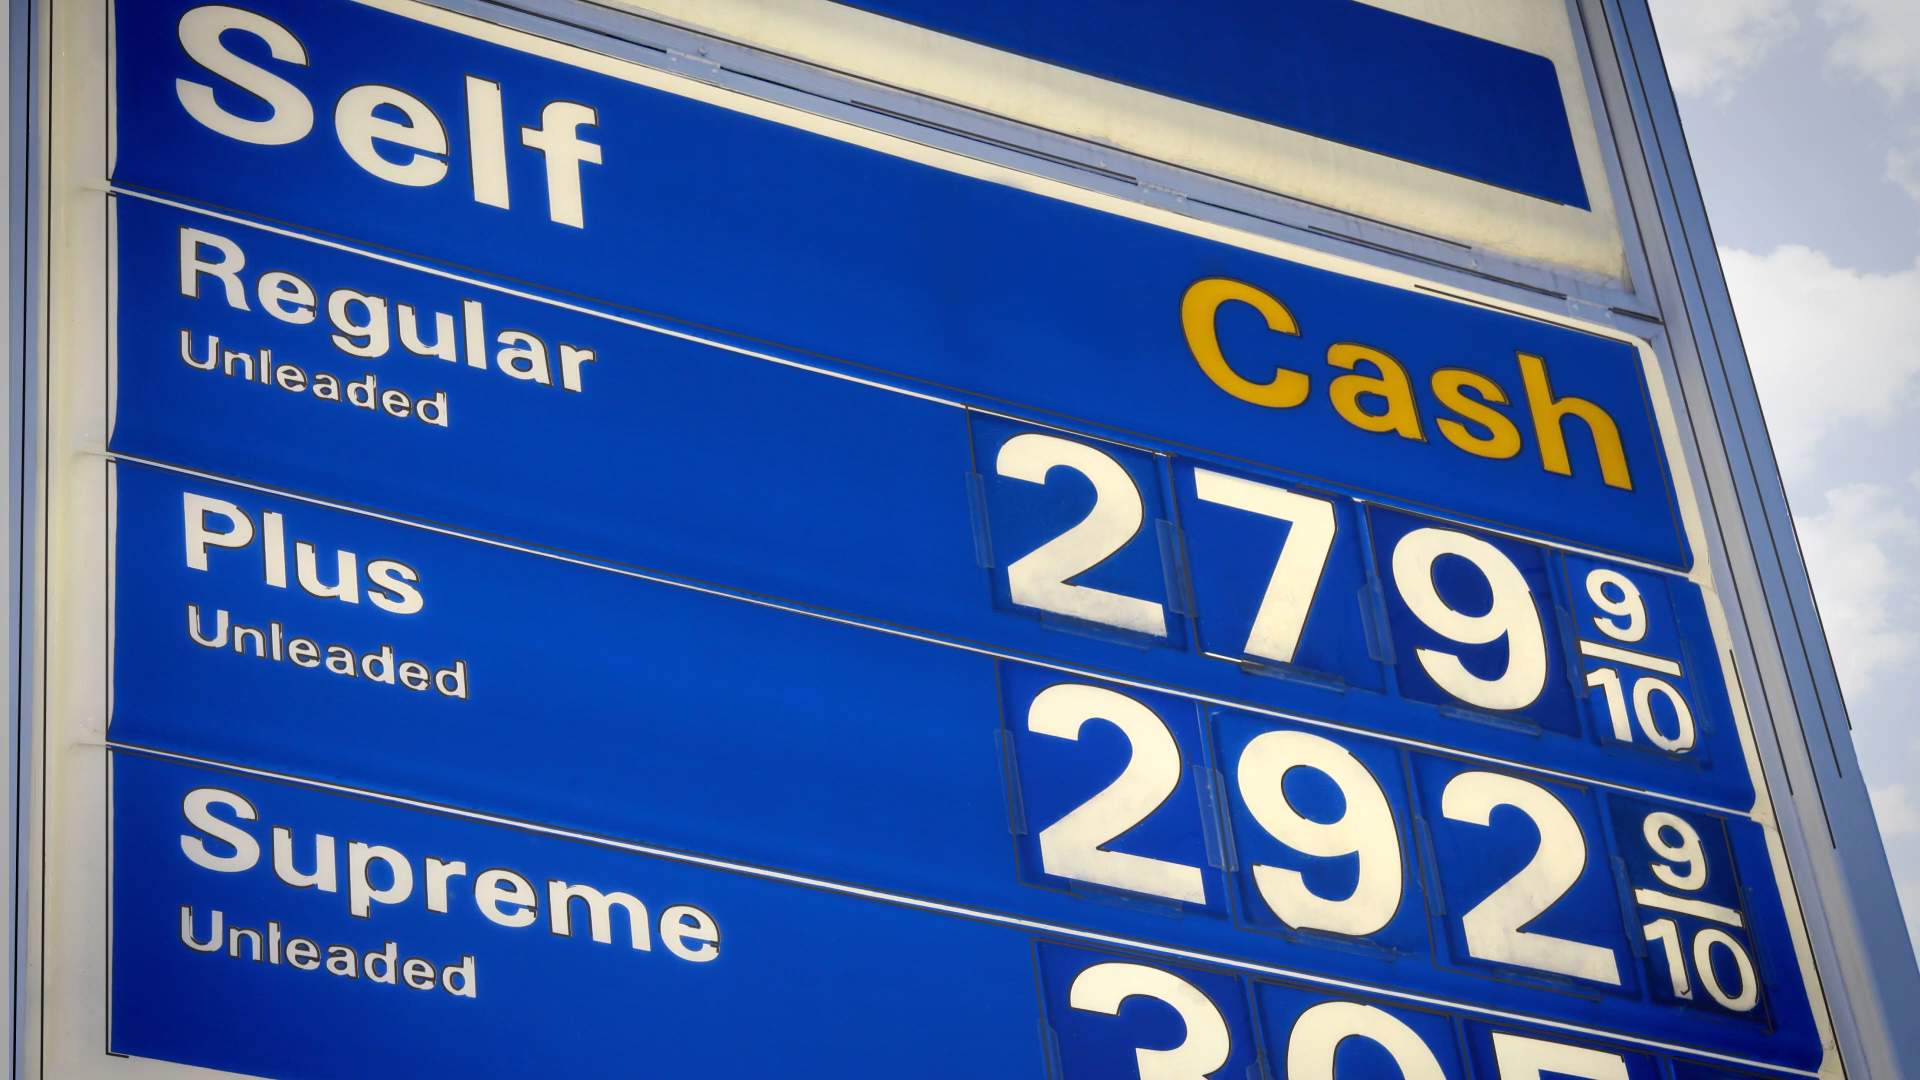 Self
Cash
Regular
Unleaded
279 9/10
Plus
Unleaded
292 9/10
Supreme
Unleaded